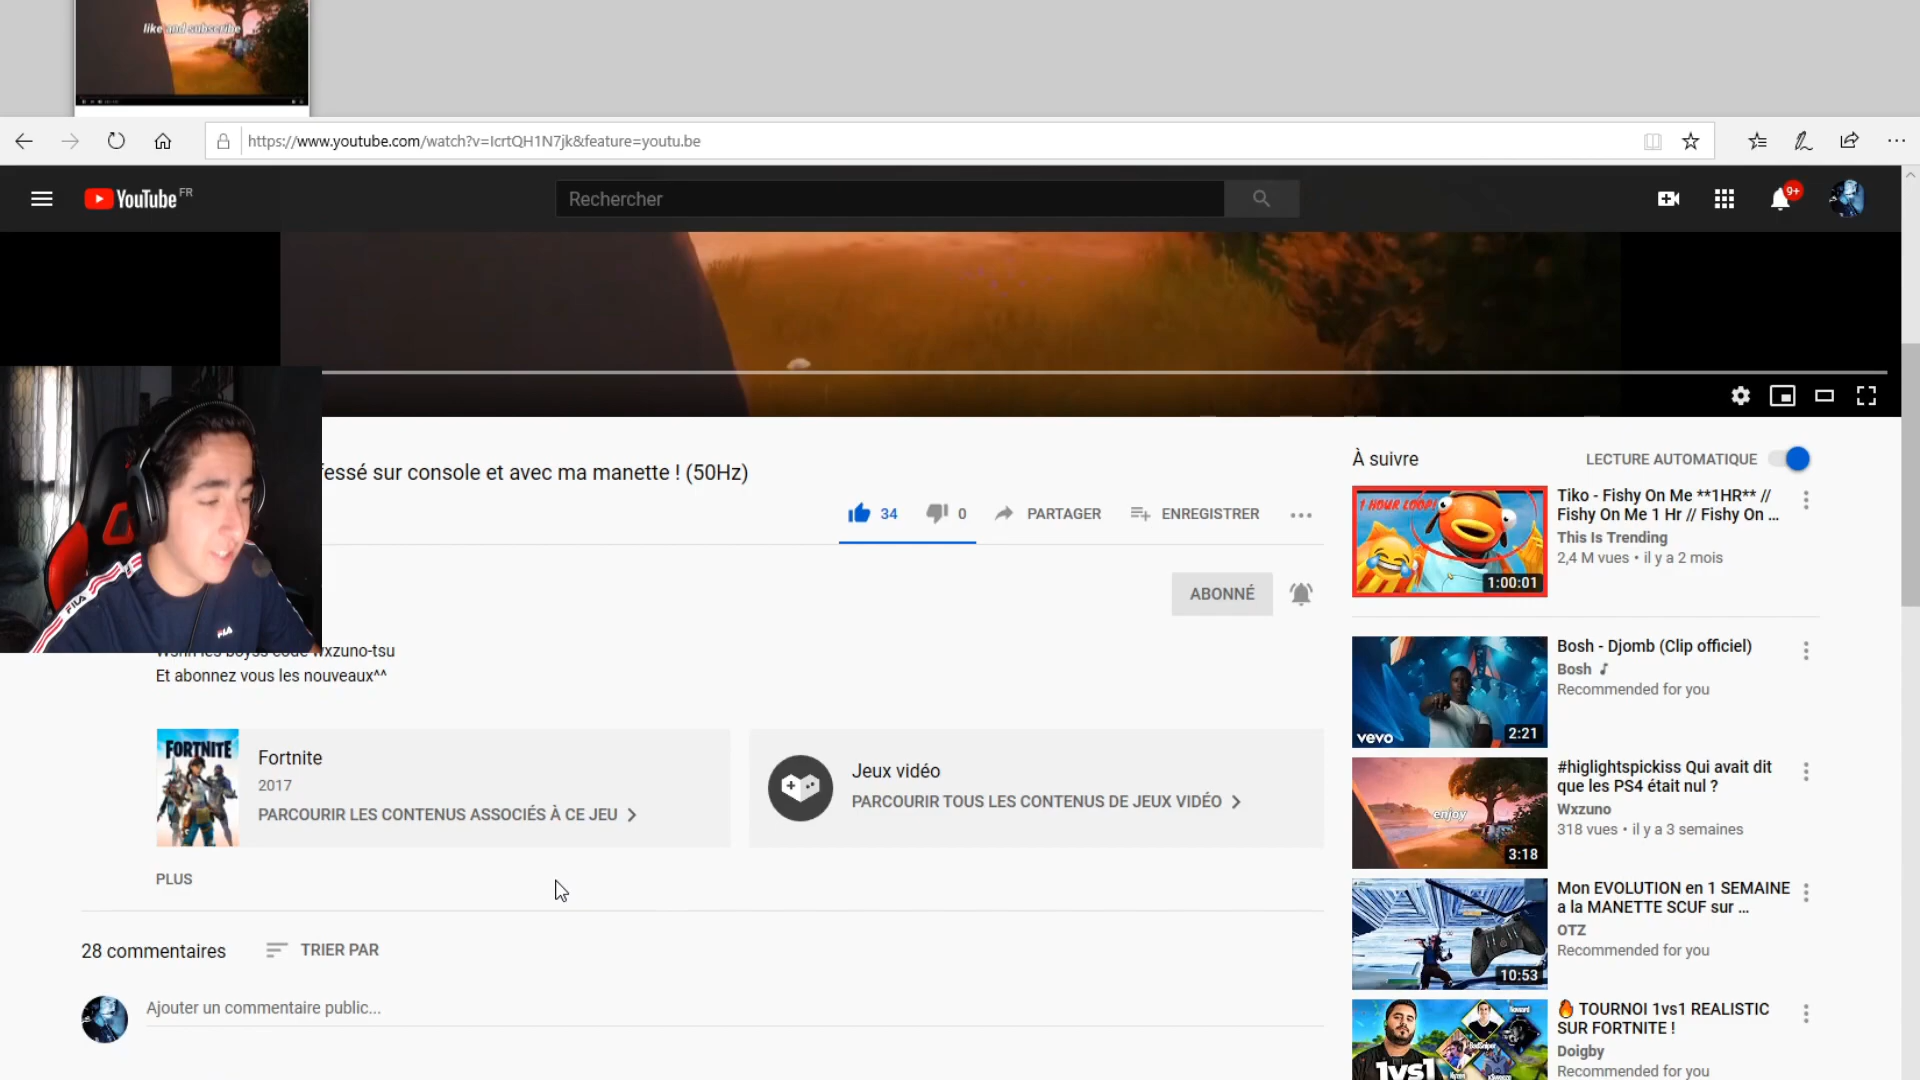 like and subscribe
https://www.youtube.com/watch?v=IcrtQH1N7jk&feature=youtu.be
YouTube FR
Rechercher
9+
essé sur console et avec ma manette ! (50Hz)
34
0
PARTAGER
ENREGISTRER
ABONNÉ
FILA
FILA
wxzuno-tsu
Et abonnez vous les nouveaux^^
FORTNITE
Fortnite
2017
PARCOURIR LES CONTENUS ASSOCIÉS À CE JEU
Jeux vidéo
PARCOURIR TOUS LES CONTENUS DE JEUX VIDÉO
PLUS
28 commentaires
TRIER PAR
Ajouter un commentaire public...
À suivre
LECTURE AUTOMATIQUE
1 HOUR LOOP!
1:00:01
Tiko - Fishy On Me **1HR** //
Fishy On Me 1 Hr // Fishy On ...
This Is Trending
2,4 M vues • il y a 2 mois
vevo
2:21
Bosh - Djomb (Clip officiel)
Bosh
Recommended for you
enjoy
3:18
#higlightspickiss Qui avait dit
que les PS4 était nul ?
Wxzuno
318 vues • il y a 3 semaines
10:53
Mon EVOLUTION en 1 SEMAINE
a la MANETTE SCUF sur ...
OTZ
Recommended for you
1vs1
TOURNOI 1vs1 REALISTIC
SUR FORTNITE !
Doigby
Recommended for you